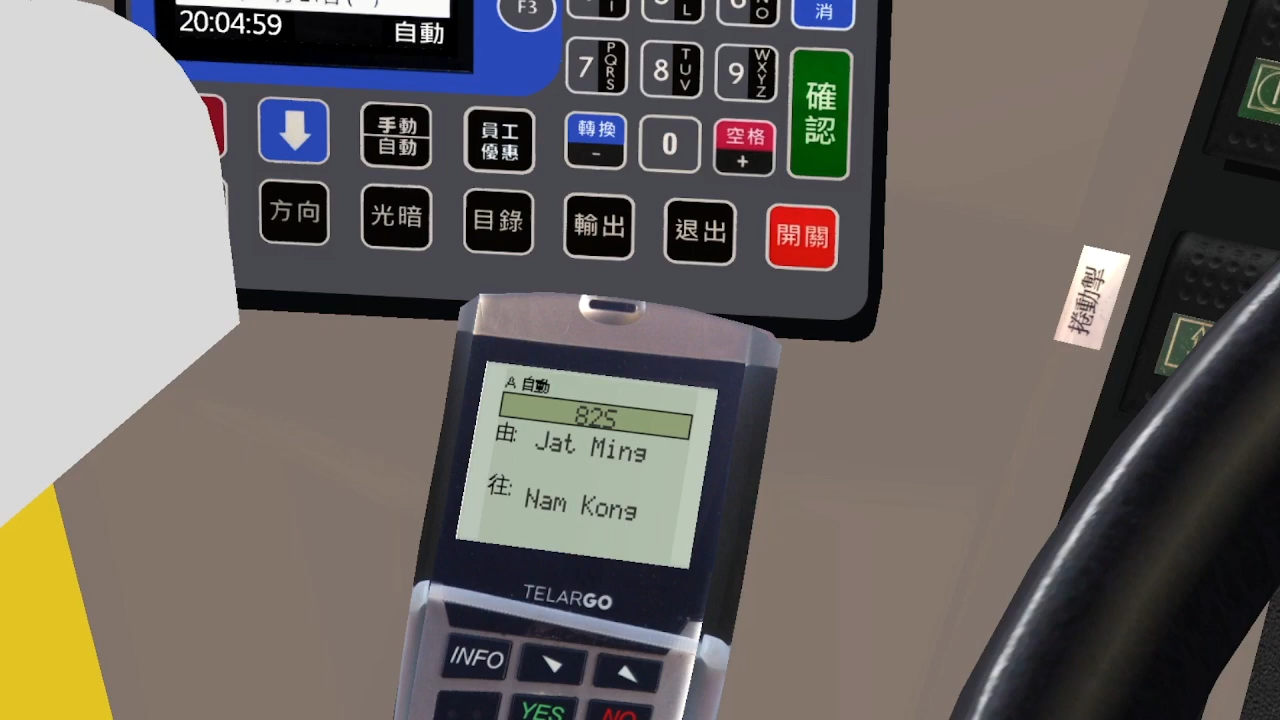 20:04:59
自動
F3
I
L
N O
消
7 PQRS
8 TUV
9 WXYZ
確認
手動
自動
員工
優惠
轉換
-
0
空格
+
方向
光暗
目錄
輸出
退出
開關
捲動掣
A 自動
825
由: Jat Ming
往: Nam Kong
TELARGO
INFO
YES
NO